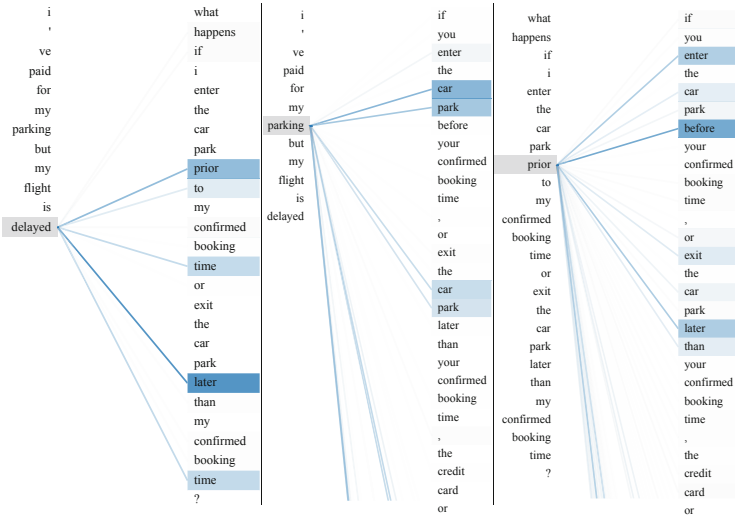 i
'
ve
paid
for
my
parking
but
my
flight
is
delayed
what
happens
if
i
enter
the
car
park
prior
to
my
confirmed
booking
time
or
exit
the
car
park
later
than
my
confirmed
booking
time
?
i
'
ve
paid
for
my
parking
but
my
flight
is
delayed
if
you
enter
the
car
park
before
your
confirmed
booking
time
,
or
exit
the
car
park
later
than
your
confirmed
booking
time
,
the
credit
card
or
what
happens
if
i
enter
the
car
park
prior
to
my
confirmed
booking
time
or
exit
the
car
park
later
than
my
confirmed
booking
time
?
if
you
enter
the
car
park
before
your
confirmed
booking
time
,
or
exit
the
car
park
later
than
your
confirmed
booking
time
,
the
credit
card
or